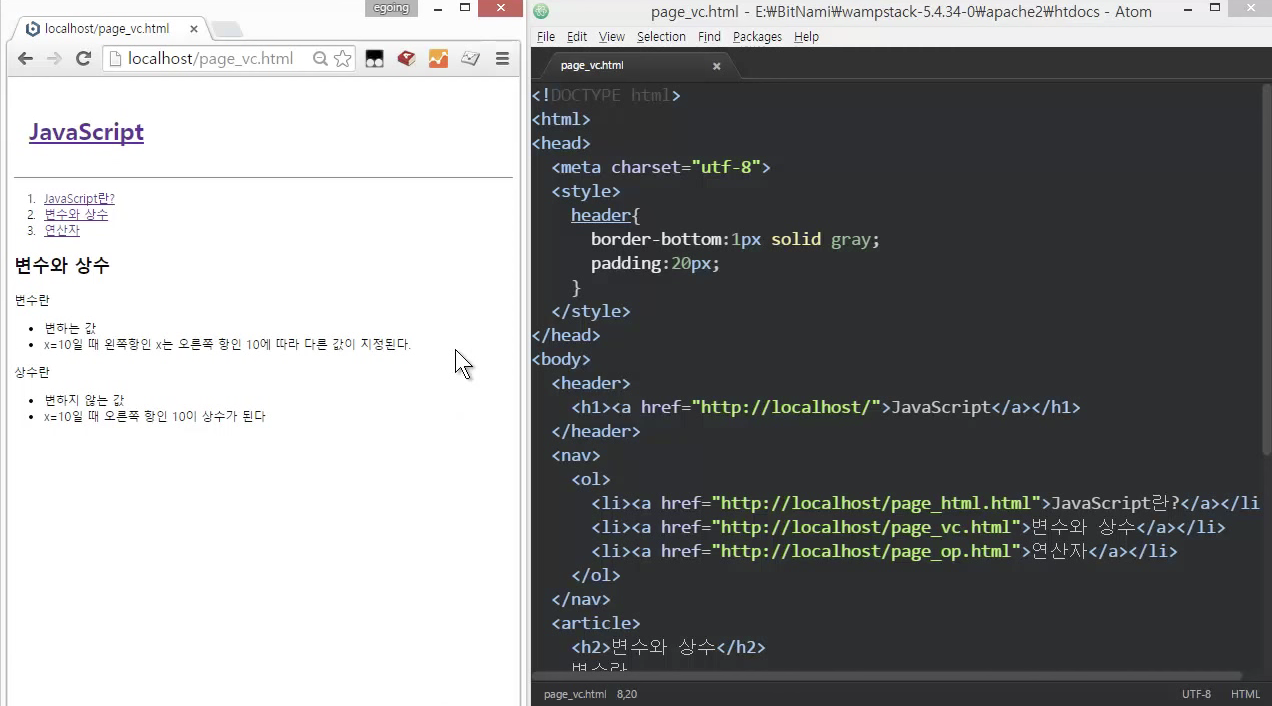 egoing
localhost/page_vc.html
localhost/page_vc.html
JavaScript
1. JavaScript란?
2. 변수와 상수
3. 연산자
변수와 상수
변수란
• 변하는 값
• x=10일 때 왼쪽항인 x는 오른쪽 항인 10에 따라 다른 값이 지정된다.
상수란
• 변하지 않는 값
• x=10일 때 오른쪽 항인 10이 상수가 된다
page_vc.html - E:₩BitNami₩wampstack-5.4.34-0₩apache2₩htdocs - Atom
File Edit View Selection Find Packages Help
page_vc.html
<!DOCTYPE html>
<html>
<head>
  <meta charset="utf-8">
  <style>
    header{
      border-bottom:1px solid gray;
      padding:20px;
    }
  </style>
</head>
<body>
  <header>
    <h1><a href="http://localhost/">JavaScript</a></h1>
  </header>
  <nav>
    <ol>
      <li><a href="http://localhost/page_html.html">JavaScript란?</a></li
      <li><a href="http://localhost/page_vc.html">변수와 상수</a></li>
      <li><a href="http://localhost/page_op.html">연산자</a></li>
    </ol>
  </nav>
  <article>
    <h2>변수와 상수</h2>
    변수란
page_vc.html 8,20 UTF-8 HTML